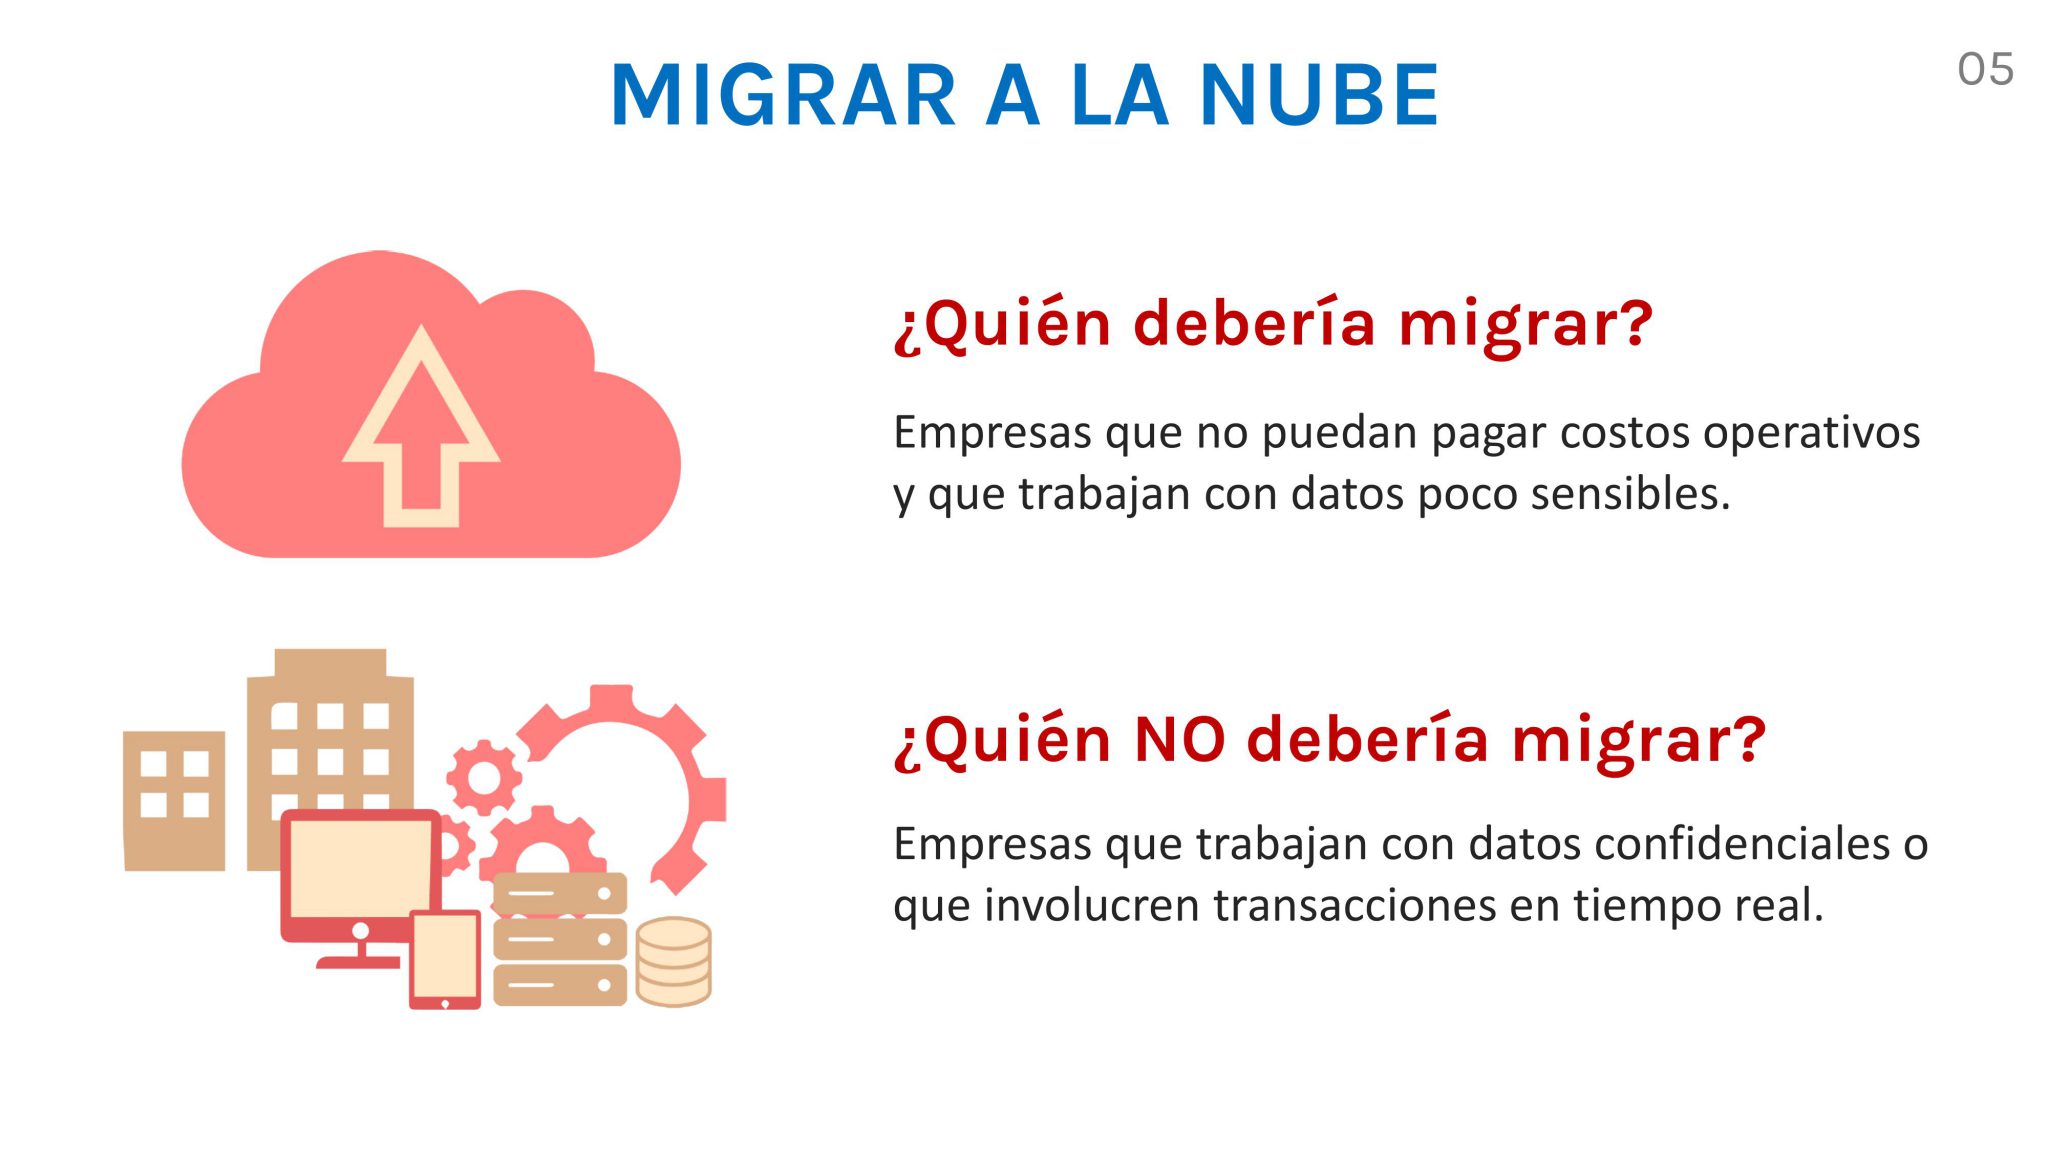 MIGRAR A LA NUBE
05
¿Quién debería migrar?
Empresas que no puedan pagar costos operativos
y que trabajan con datos poco sensibles.
¿Quién NO debería migrar?
Empresas que trabajan con datos confidenciales o
que involucren transacciones en tiempo real.